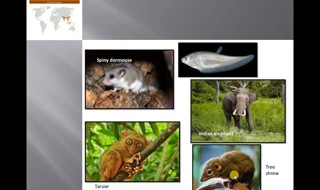 Spiny dormouse
Indian elephant
Tree
shrew
Tarsier